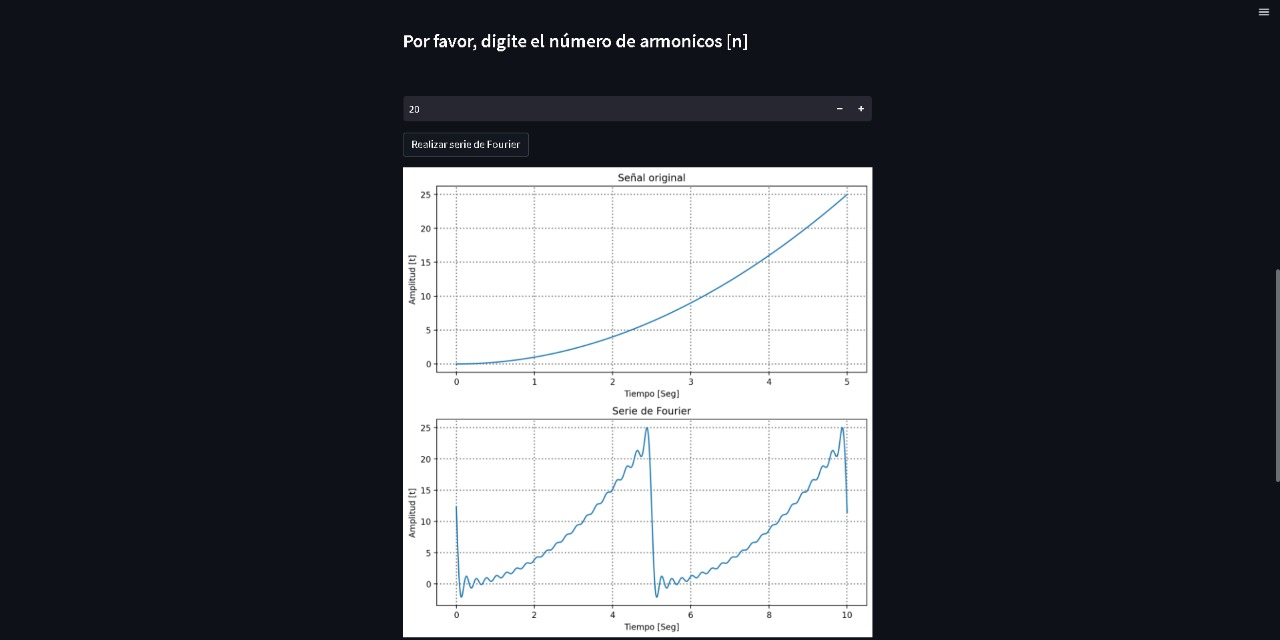 Por favor, digite el número de armonicos [n]
20
− +
Realizar serie de Fourier
Señal original
25
20
15
10
5
0
Amplitud [t]
0 1 2 3 4 5
Tiempo [Seg]
Serie de Fourier
25
20
15
10
5
0
Amplitud [t]
0 2 4 6 8 10
Tiempo [Seg]